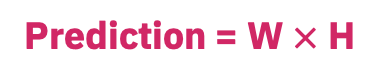 Prediction = W × H